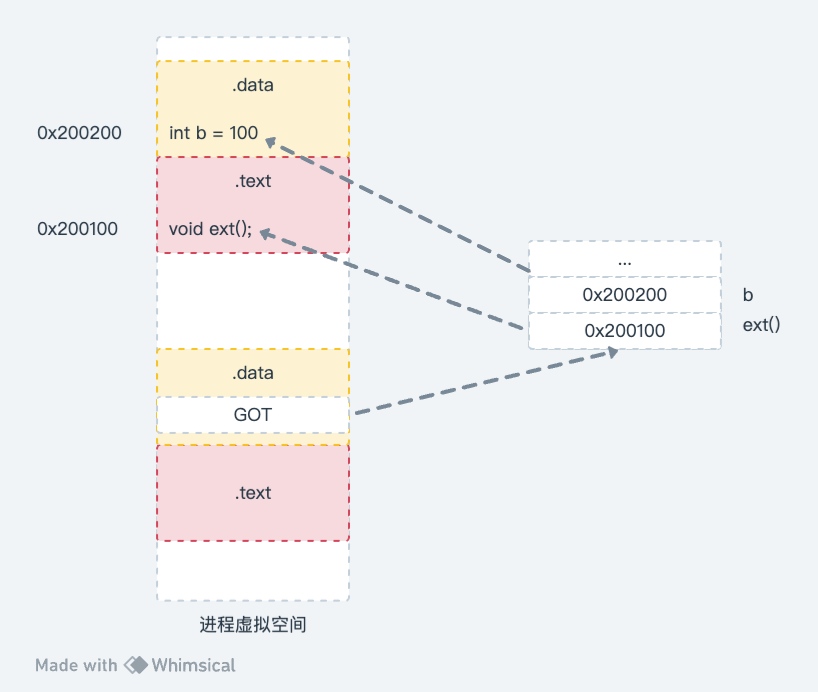 .data
0x200200
int b = 100
.text
0x200100
void ext();
...
0x200200
b
0x200100
ext()
.data
GOT
.text
进程虚拟空间
Made with Whimsical